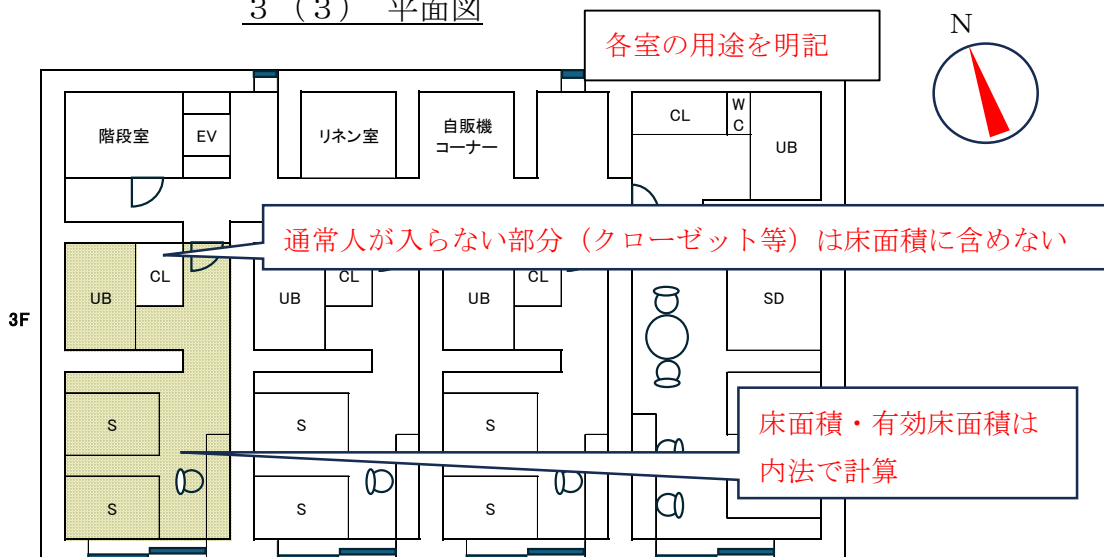 3（3） 平面図
各室の用途を明記
N
階段室
EV
リネン室
自販機
コーナー
CL
W
C
UB
通常人が入らない部分（クローゼット等）は床面積に含めない
UB
CL
UB
CL
UB
CL
SD
3F
S
S
S
床面積・有効床面積は
内法で計算
S
S
S